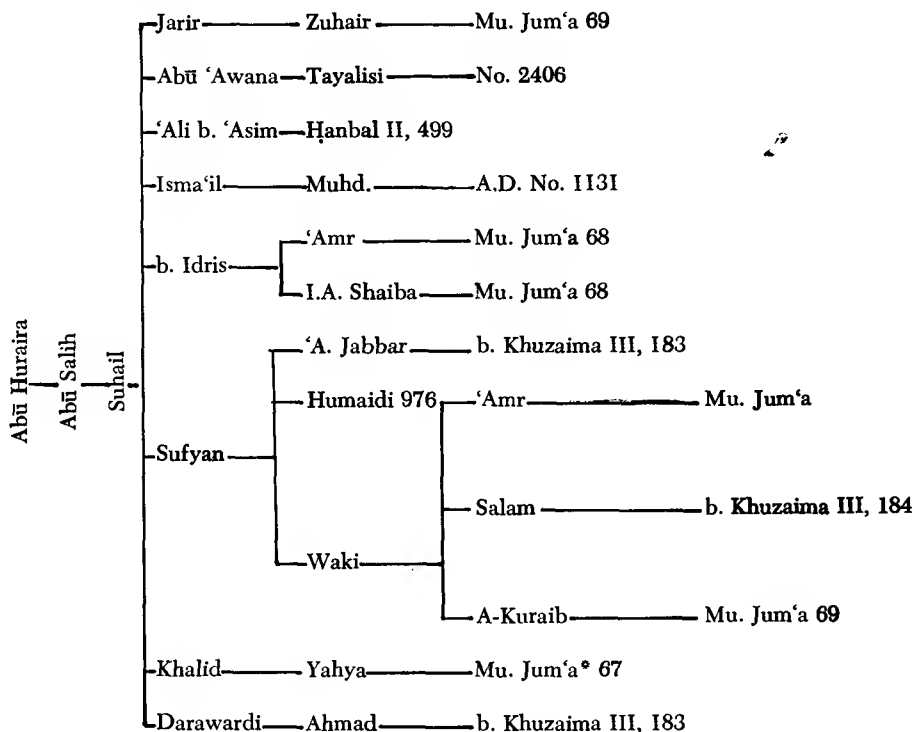 Jarir Zuhair Mu. Jum‘a 69
Abū ‘Awana Tayalisi No. 2406
‘Ali b. ‘Asim Ḥanbal II, 499
Isma‘il Muhd. A.D. No. 1131
‘Amr Mu. Jum‘a 68
b. Idris
I.A. Shaiba Mu. Jum‘a 68
‘A. Jabbar b. Khuzaima III, 183
Abū Huraira
Abū Salih
Suhail
Humaidi 976 ‘Amr Mu. Jum‘a
Sufyan
Salam b. Khuzaima III, 184
Waki
A-Kuraib Mu. Jum‘a 69
Khalid Yahya Mu. Jum‘a* 67
Darawardi Ahmad b. Khuzaima III, 183